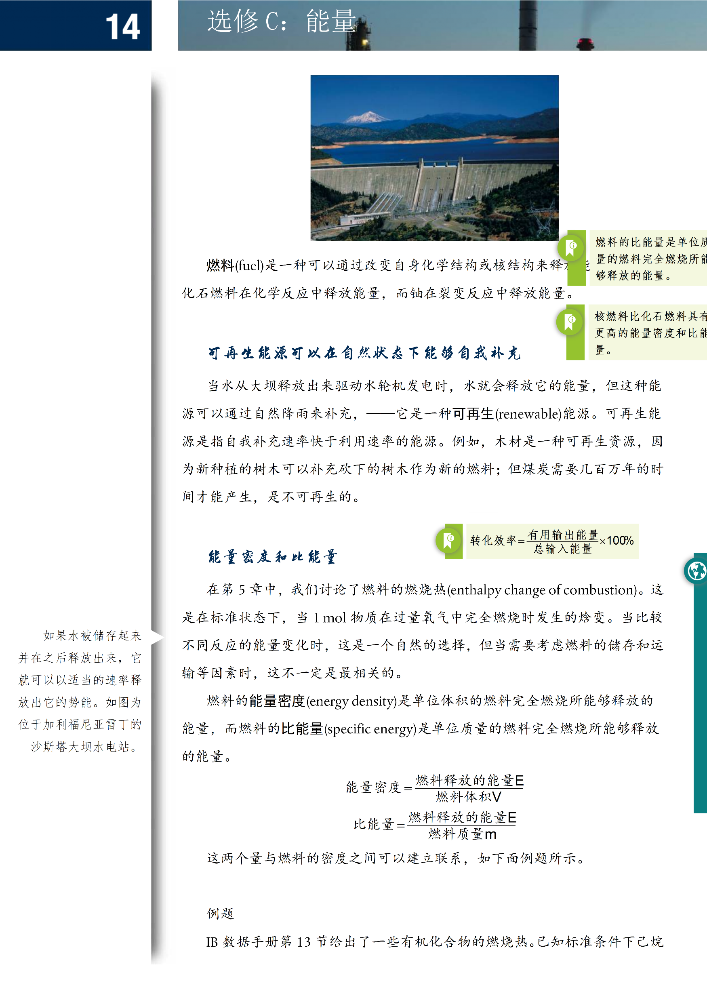 14
选修 C：能量
燃料的比能量是单位质
量的燃料完全燃烧所能
够释放的能量。
燃料(fuel)是一种可以通过改变自身化学结构或核结构来释
化石燃料在化学反应中释放能量，而铀在裂变反应中释放能量。
核燃料比化石燃料具有
更高的能量密度和比能
量。
可再生能源可以在自然状态下能够自我补充
当水从大坝释放出来驱动水轮机发电时，水就会释放它的能量，但这种能
源可以通过自然降雨来补充，——它是一种可再生(renewable)能源。可再生能
源是指自我补充速率快于利用速率的能源。例如，木材是一种可再生资源，因
为新种植的树木可以补充砍下的树木作为新的燃料；但煤炭需要几百万年的时
间才能产生，是不可再生的。
转化效率=有用输出能量/总输入能量×100%
能量密度和比能量
在第 5 章中，我们讨论了燃料的燃烧热(enthalpy change of combustion)。这
是在标准状态下，当 1 mol 物质在过量氧气中完全燃烧时发生的焓变。当比较
不同反应的能量变化时，这是一个自然的选择，但当需要考虑燃料的储存和运
输等因素时，这不一定是最相关的。
如果水被储存起来
并在之后释放出来，它
就可以以适当的速率释
放出它的势能。如图为
位于加利福尼亚雷丁的
沙斯塔大坝水电站。
燃料的能量密度(energy density)是单位体积的燃料完全燃烧所能够释放的
能量，而燃料的比能量(specific energy)是单位质量的燃料完全燃烧所能够释放
的能量。
能量密度=燃料释放的能量E/燃料体积V
比能量=燃料释放的能量E/燃料质量m
这两个量与燃料的密度之间可以建立联系，如下面例题所示。
例题
IB 数据手册第 13 节给出了一些有机化合物的燃烧热。已知标准条件下己烷